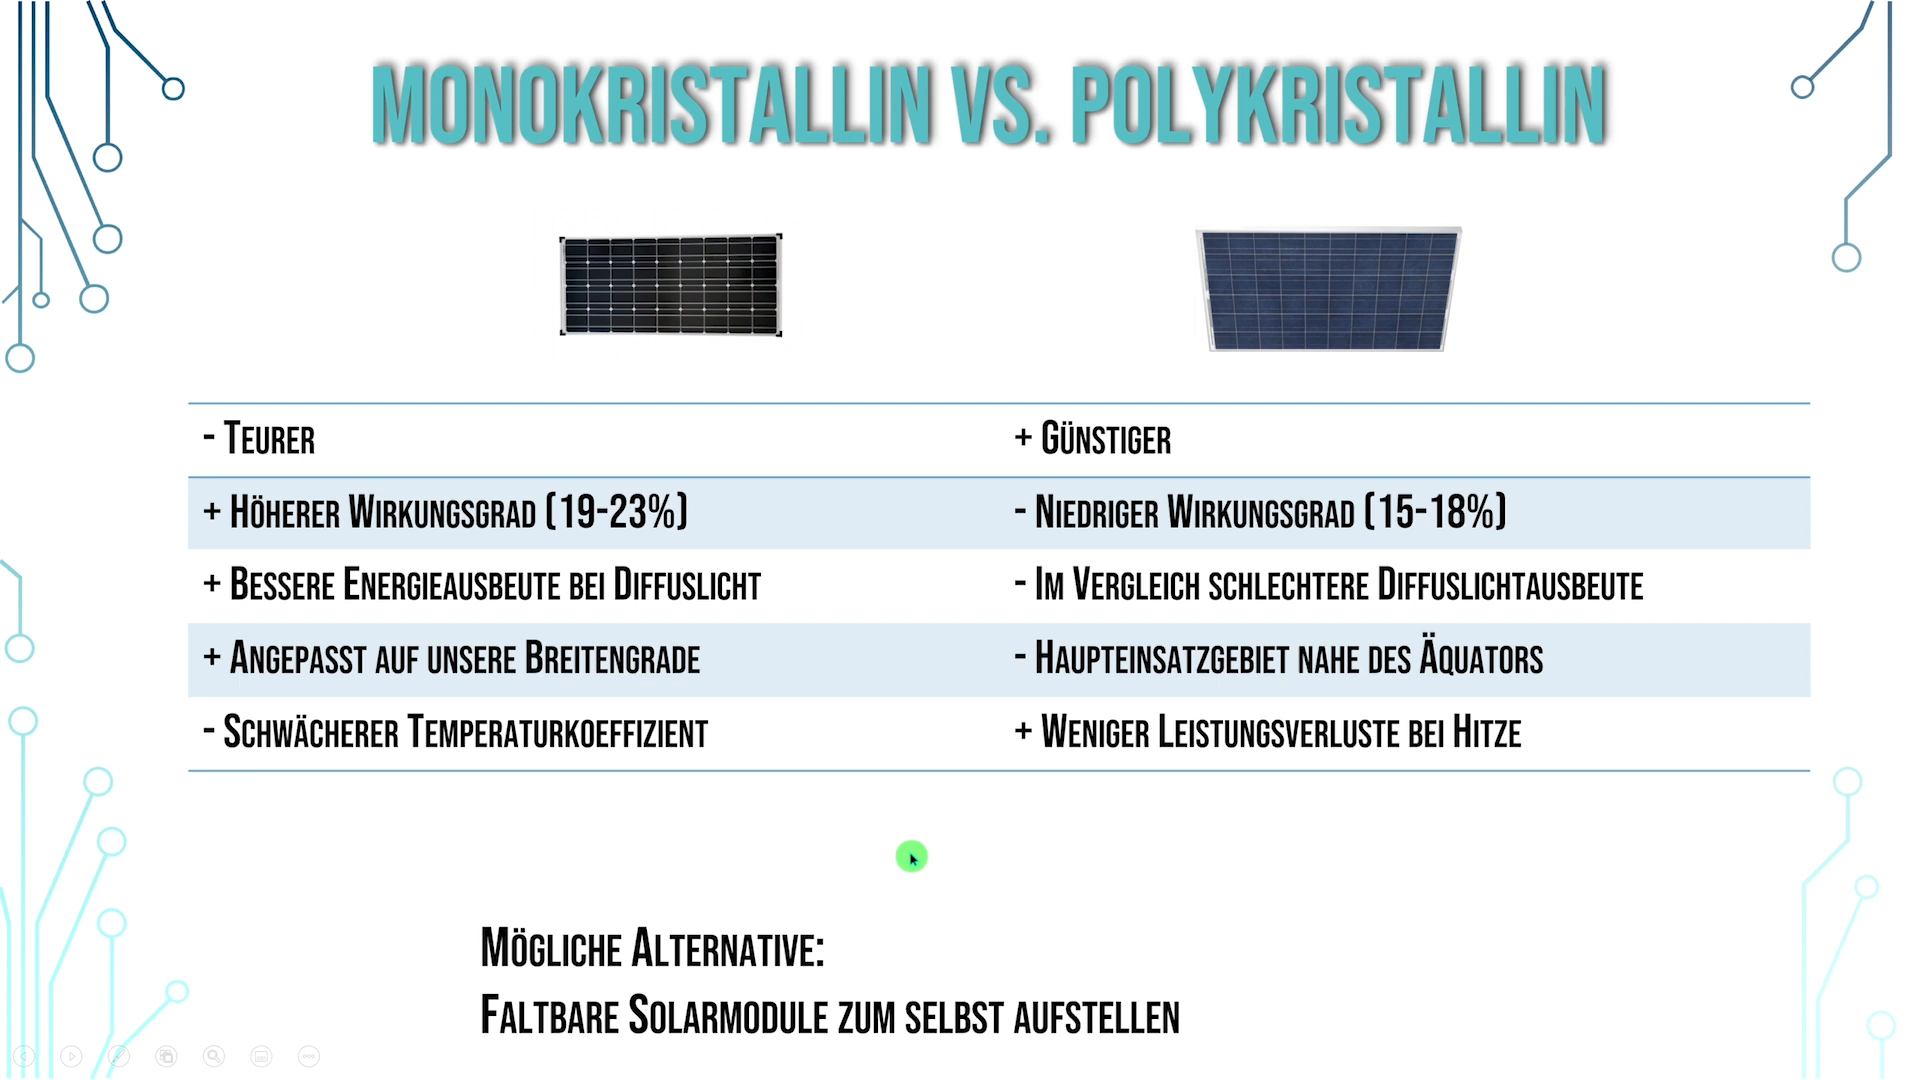 Monokristallin vs. Polykristallin
- Teurer
+ Günstiger
+ Höherer Wirkungsgrad (19-23%)
- Niedriger Wirkungsgrad (15-18%)
+ Bessere Energieausbeute bei Diffuslicht
- Im Vergleich schlechtere Diffuslichtausbeute
+ Angepasst auf unsere Breitengrade
- Haupteinsatzgebiet nahe des Äquators
- Schwächerer Temperaturkoeffizient
+ Weniger Leistungsverluste bei Hitze
Mögliche Alternative:
Faltbare Solarmodule zum selbst aufstellen